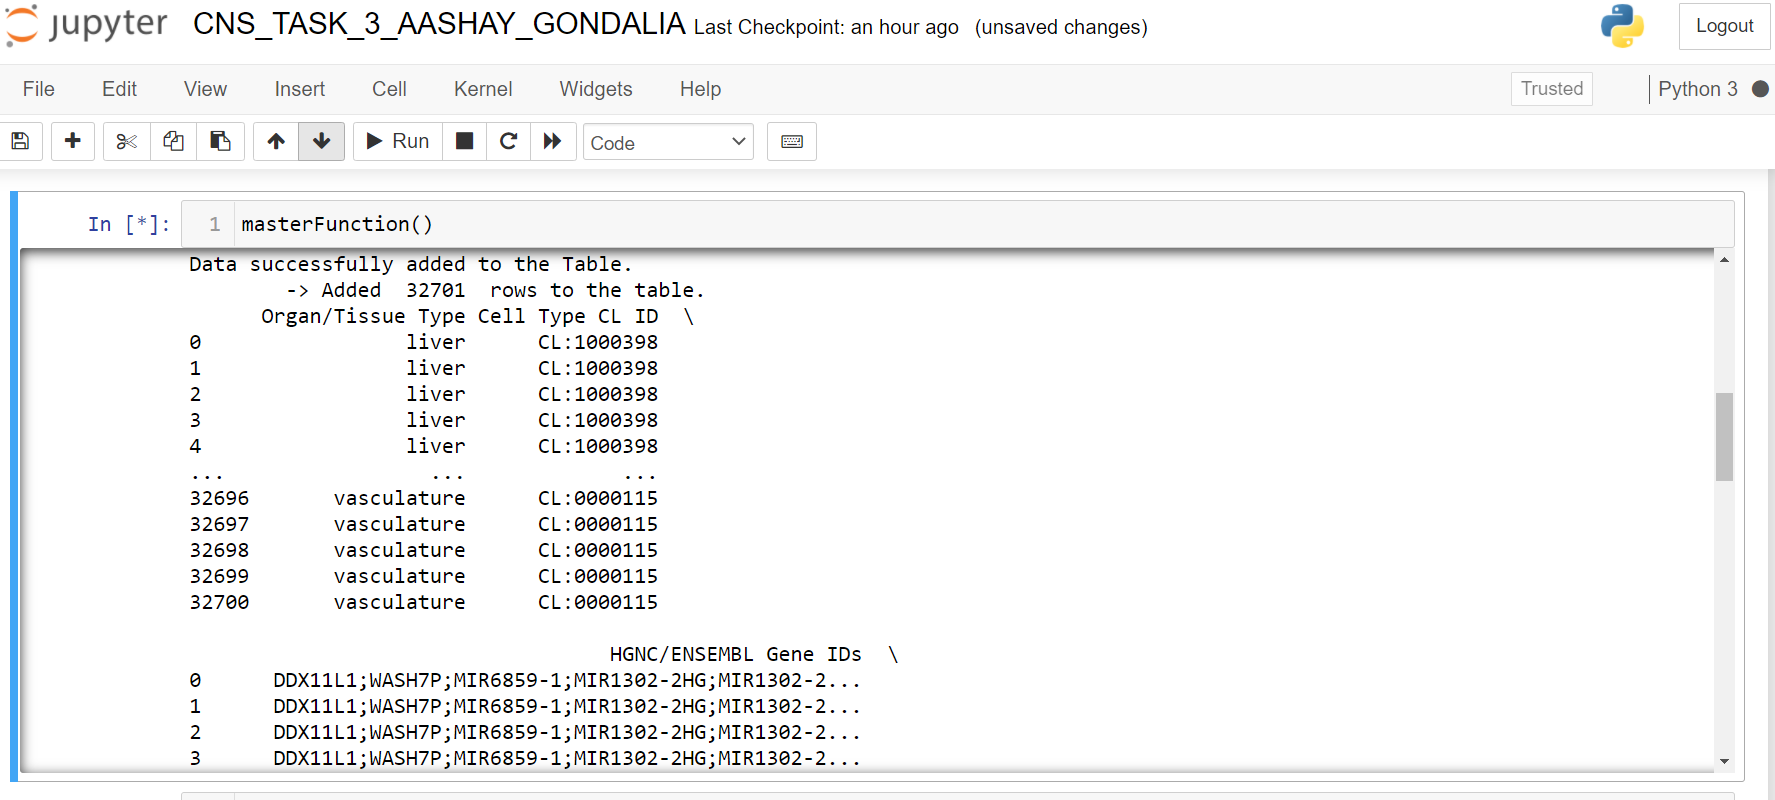 jupyter CNS_TASK_3_AASHAY_GONDALIA Last Checkpoint: an hour ago (unsaved changes) Logout
File Edit View Insert Cell Kernel Widgets Help Trusted Python 3
Run Code
In [*]: 1 masterFunction()
Data successfully added to the Table.
-> Added 32701 rows to the table.
Organ/Tissue Type Cell Type CL ID \
0 liver CL:1000398
1 liver CL:1000398
2 liver CL:1000398
3 liver CL:1000398
4 liver CL:1000398
... ... ...
32696 vasculature CL:0000115
32697 vasculature CL:0000115
32698 vasculature CL:0000115
32699 vasculature CL:0000115
32700 vasculature CL:0000115
HGNC/ENSEMBL Gene IDs \
0 DDX11L1;WASH7P;MIR6859-1;MIR1302-2HG;MIR1302-2...
1 DDX11L1;WASH7P;MIR6859-1;MIR1302-2HG;MIR1302-2...
2 DDX11L1;WASH7P;MIR6859-1;MIR1302-2HG;MIR1302-2...
3 DDX11L1;WASH7P;MIR6859-1;MIR1302-2HG;MIR1302-2...